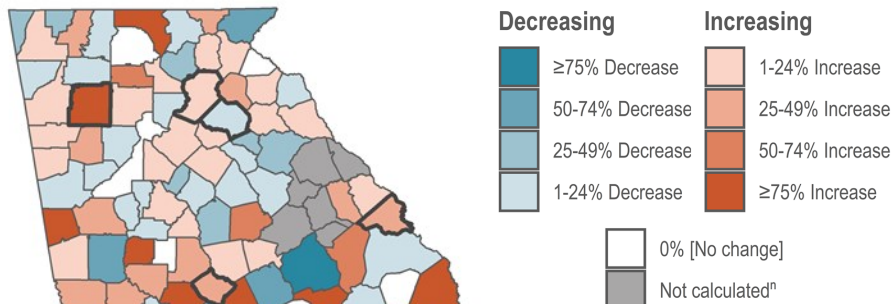 Decreasing
≥75% Decrease
50-74% Decrease
25-49% Decrease
1-24% Decrease
Increasing
1-24% Increase
25-49% Increase
50-74% Increase
≥75% Increase
0% [No change]
Not calculatedⁿ